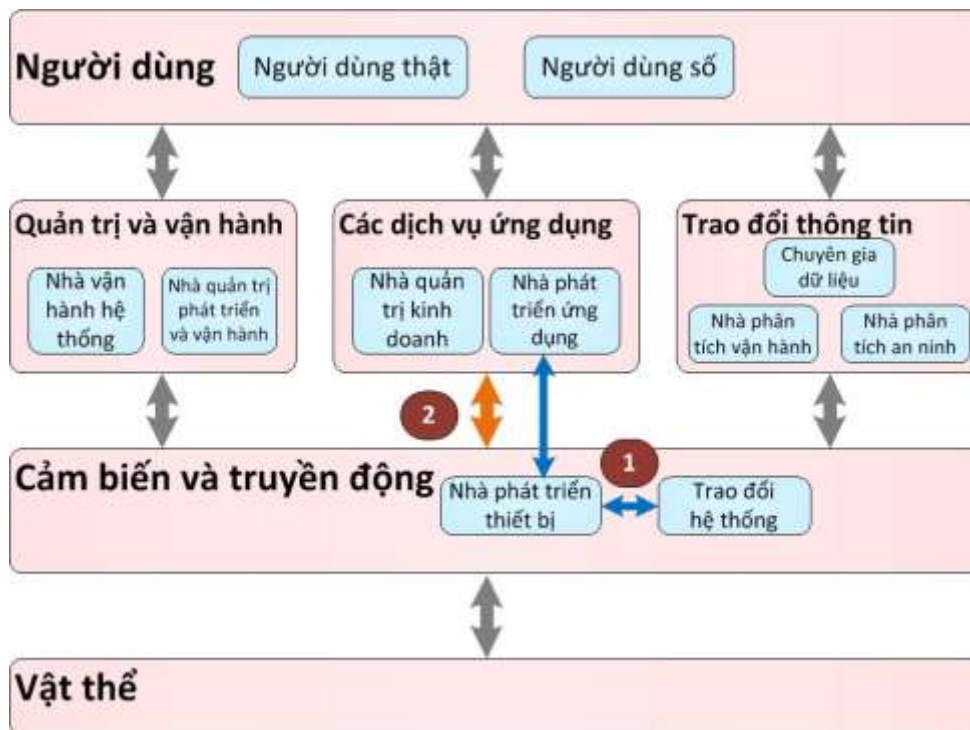 Người dùng
Người dùng thật
Người dùng số
Quản trị và vận hành
Nhà vận
hành hệ
thống
Nhà quản trị
phát triển
và vận hành
Các dịch vụ ứng dụng
Nhà quản
trị kinh
doanh
Nhà phát
triển ứng
dụng
Trao đổi thông tin
Chuyên gia
dữ liệu
Nhà phân
tích vận hành
Nhà phân
tích an ninh
2
1
Cảm biến và truyền động
Nhà phát triển
thiết bị
Trao đổi
hệ thống
Vật thể